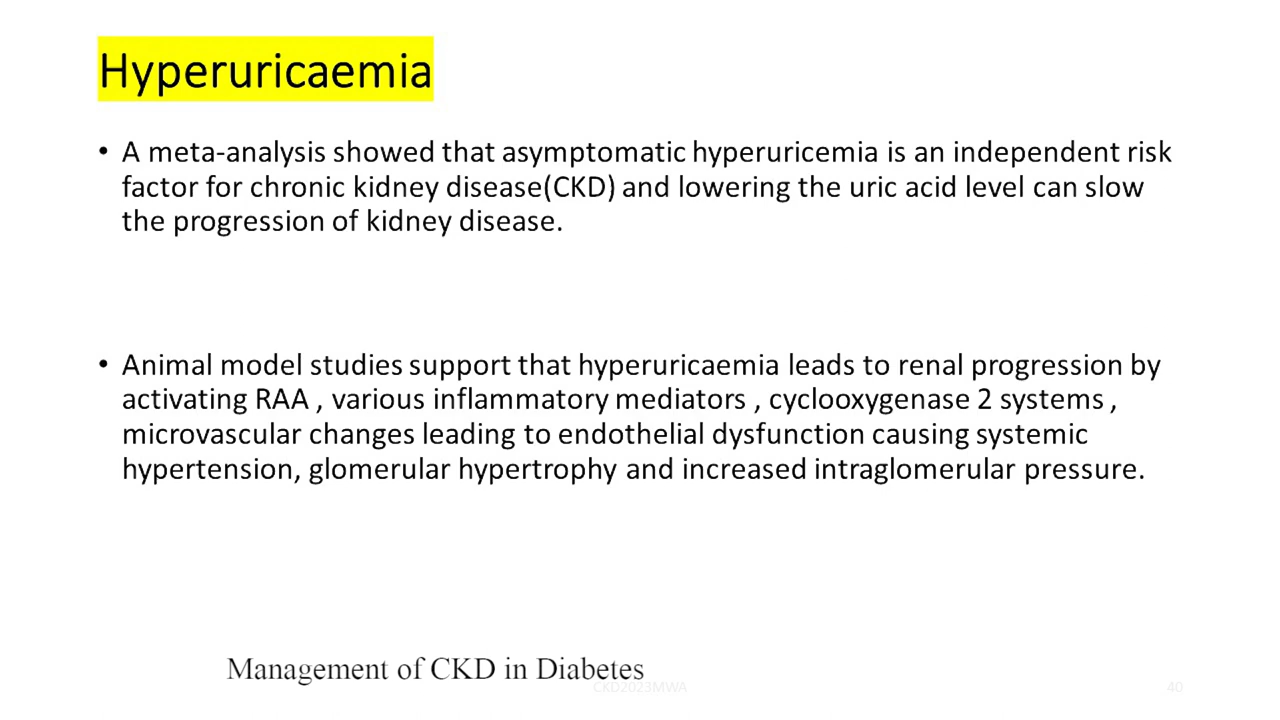 Hyperuricaemia
• A meta-analysis showed that asymptomatic hyperuricemia is an independent risk
factor for chronic kidney disease(CKD) and lowering the uric acid level can slow
the progression of kidney disease.
• Animal model studies support that hyperuricaemia leads to renal progression by
activating RAA , various inflammatory mediators , cyclooxygenase 2 systems ,
microvascular changes leading to endothelial dysfunction causing systemic
hypertension, glomerular hypertrophy and increased intraglomerular pressure.
Management of CKD in Diabetes
CKD2023MWA
40